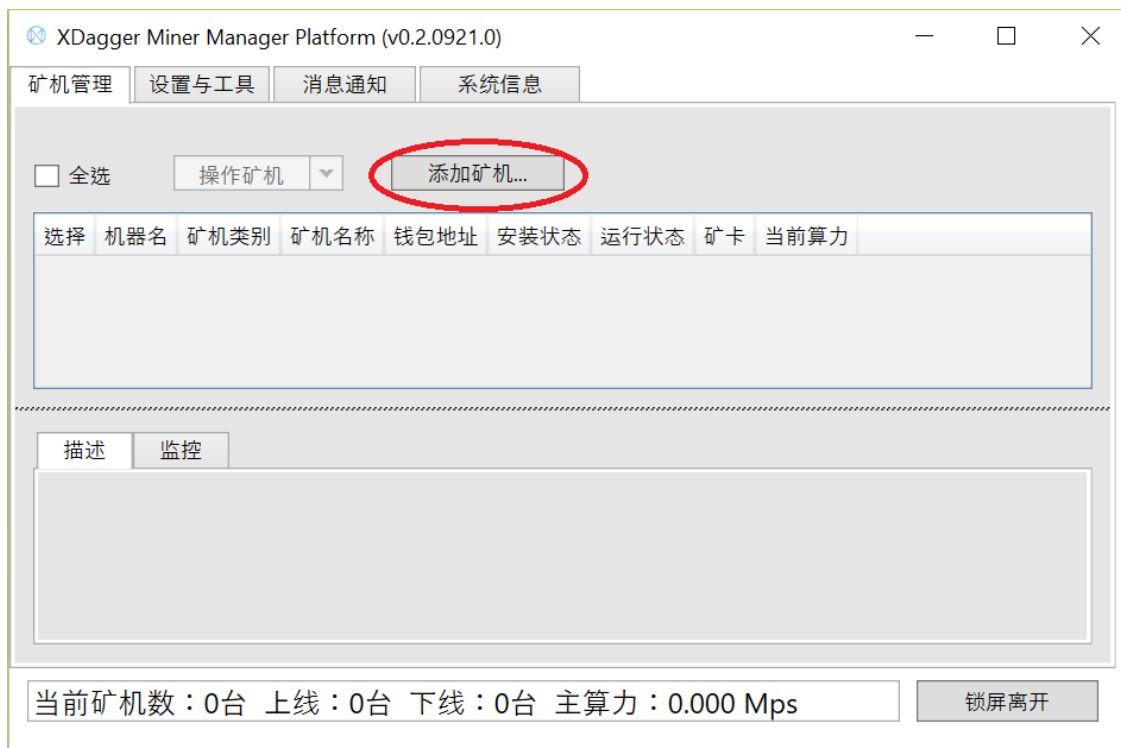 XDagger Miner Manager Platform (v0.2.0921.0)
矿机管理 设置与工具 消息通知 系统信息
全选 操作矿机 添加矿机...
选择 机器名 矿机类别 矿机名称 钱包地址 安装状态 运行状态 矿卡 当前算力
描述 监控
当前矿机数：0台 上线：0台 下线：0台 主算力：0.000 Mps 锁屏离开